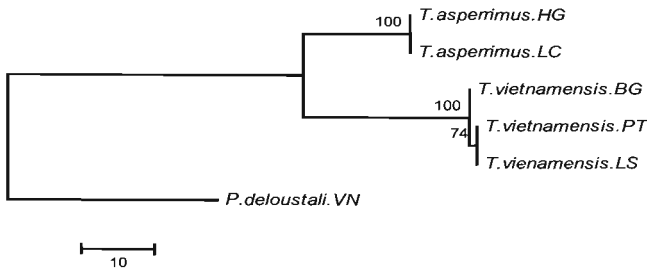 T.asperrimus.HG
100
T.asperrimus.LC
T.vietnamensis.BG
100
T.vietnamensis.PT
74
T.vienamensis.LS
P.deloustali.VN
10